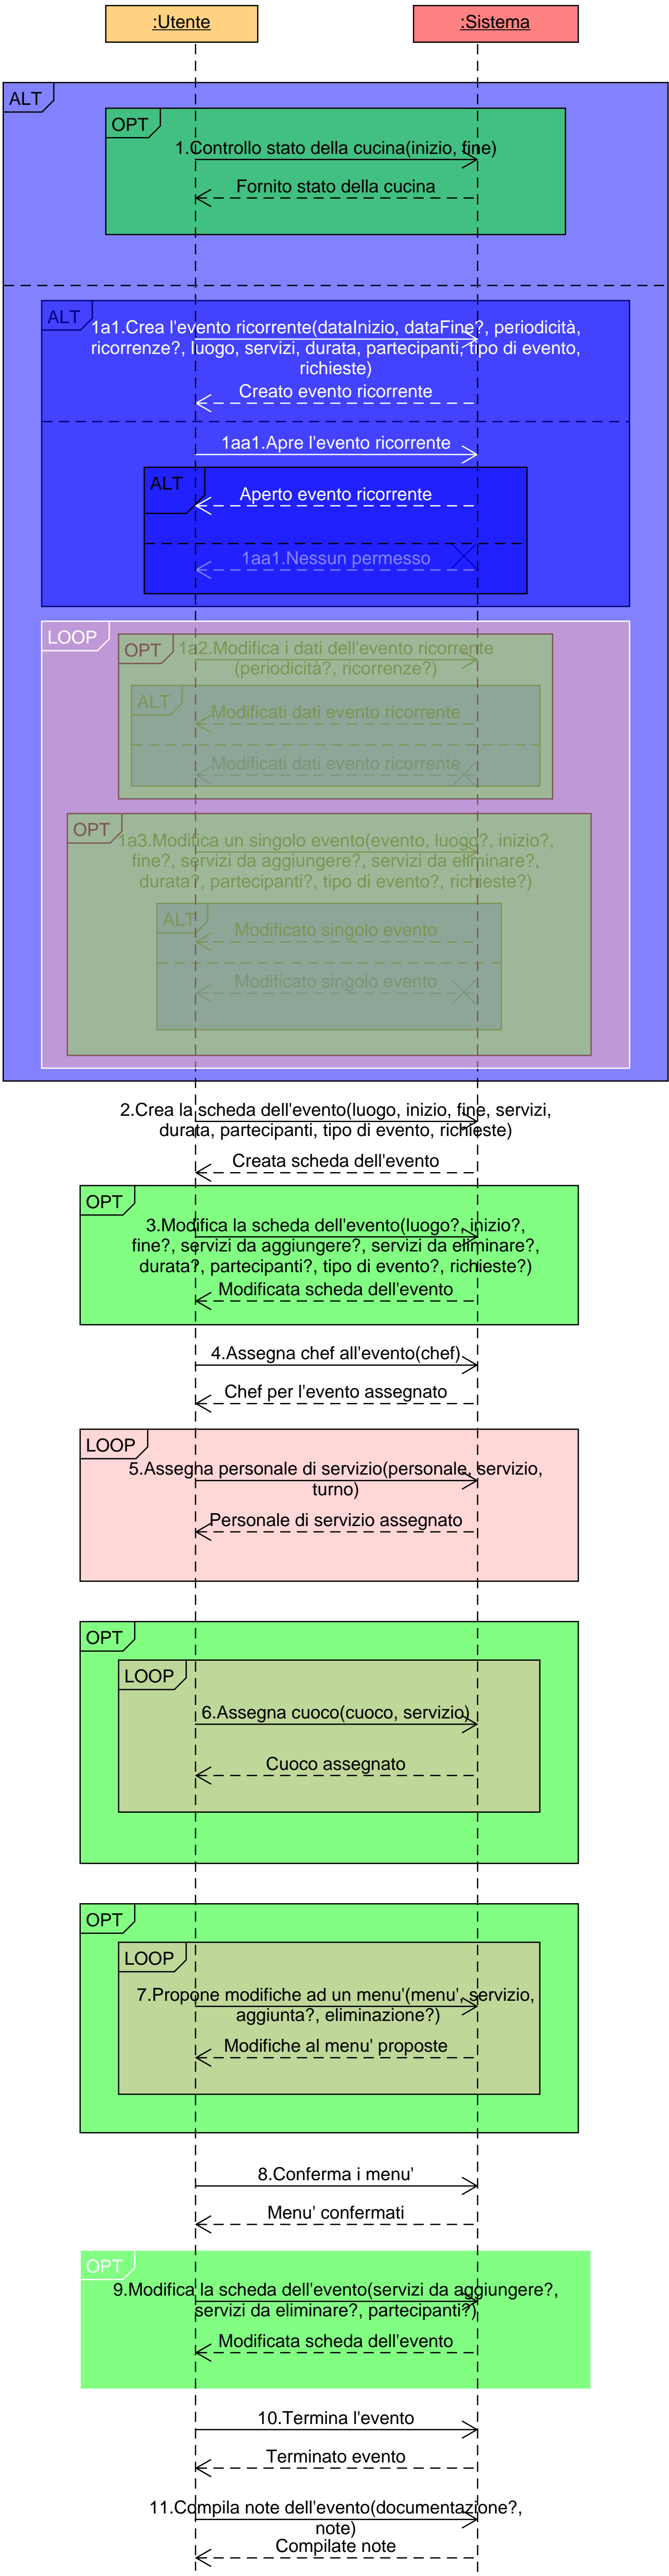 :Utente
:Sistema
ALT
OPT
1.Controllo stato della cucina(inizio, fine)
Fornito stato della cucina
ALT
1a1.Crea l'evento ricorrente(dataInizio, dataFine?, periodicità,
ricorrenze?, luogo, servizi, durata, partecipanti, tipo di evento,
richieste)
Creato evento ricorrente
1aa1.Apre l'evento ricorrente
ALT
Aperto evento ricorrente
1aa1.Nessun permesso
LOOP
OPT
1a2.Modifica i dati dell'evento ricorrente
(periodicità?, ricorrenze?)
ALT
Modificati dati evento ricorrente
Modificati dati evento ricorrente
OPT
1a3.Modifica un singolo evento(evento, luogo?, inizio?,
fine?, servizi da aggiungere?, servizi da eliminare?,
durata?, partecipanti?, tipo di evento?, richieste?)
ALT
Modificato singolo evento
Modificato singolo evento
2.Crea la scheda dell'evento(luogo, inizio, fine, servizi,
durata, partecipanti, tipo di evento, richieste)
Creata scheda dell'evento
OPT
3.Modifica la scheda dell'evento(luogo?, inizio?,
fine?, servizi da aggiungere?, servizi da eliminare?,
durata?, partecipanti?, tipo di evento?, richieste?)
Modificata scheda dell'evento
4.Assegna chef all'evento(chef)
Chef per l'evento assegnato
LOOP
5.Assegna personale di servizio(personale, servizio,
turno)
Personale di servizio assegnato
OPT
LOOP
6.Assegna cuoco(cuoco, servizio)
Cuoco assegnato
OPT
LOOP
7.Propone modifiche ad un menu'(menu', servizio,
aggiunta?, eliminazione?)
Modifiche al menu' proposte
8.Conferma i menu'
Menu' confermati
OPT
9.Modifica la scheda dell'evento(servizi da aggiungere?,
servizi da eliminare?, partecipanti?)
Modificata scheda dell'evento
10.Termina l'evento
Terminato evento
11.Compila note dell'evento(documentazione?,
note)
Compilate note